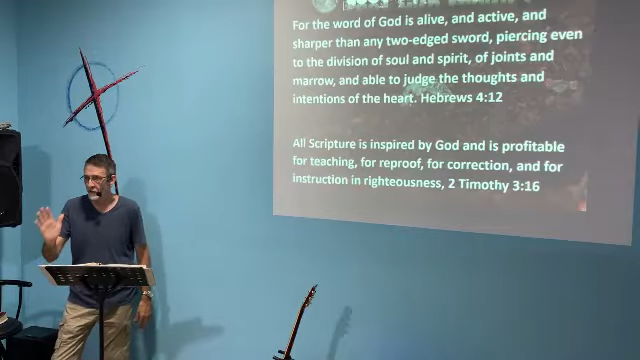 For the word of God is alive, and active, and
sharper than any two-edged sword, piercing even
to the division of soul and spirit, of joints and
marrow, and able to judge the thoughts and
intentions of the heart. Hebrews 4:12
All Scripture is inspired by God and is profitable
for teaching, for reproof, for correction, and for
instruction in righteousness, 2 Timothy 3:16